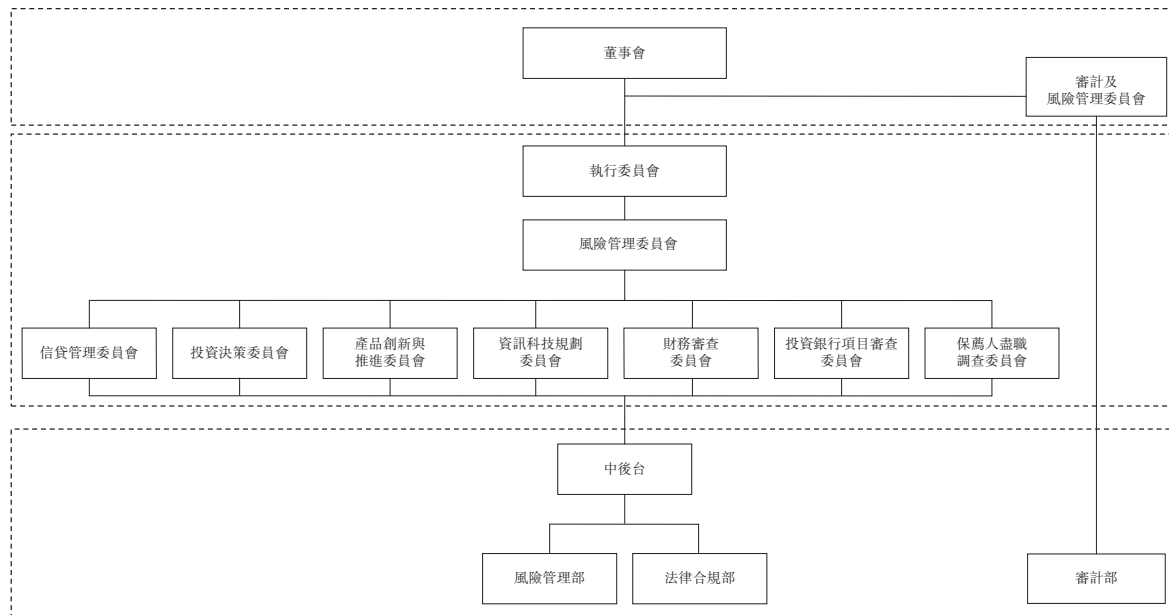 董事會
審計及
風險管理委員會
執行委員會
風險管理委員會
信貸管理委員會
投資決策委員會
產品創新與
推進委員會
資訊科技規劃
委員會
財務審查
委員會
投資銀行項目審查
委員會
保薦人盡職
調查委員會
中後台
風險管理部
法律合規部
審計部